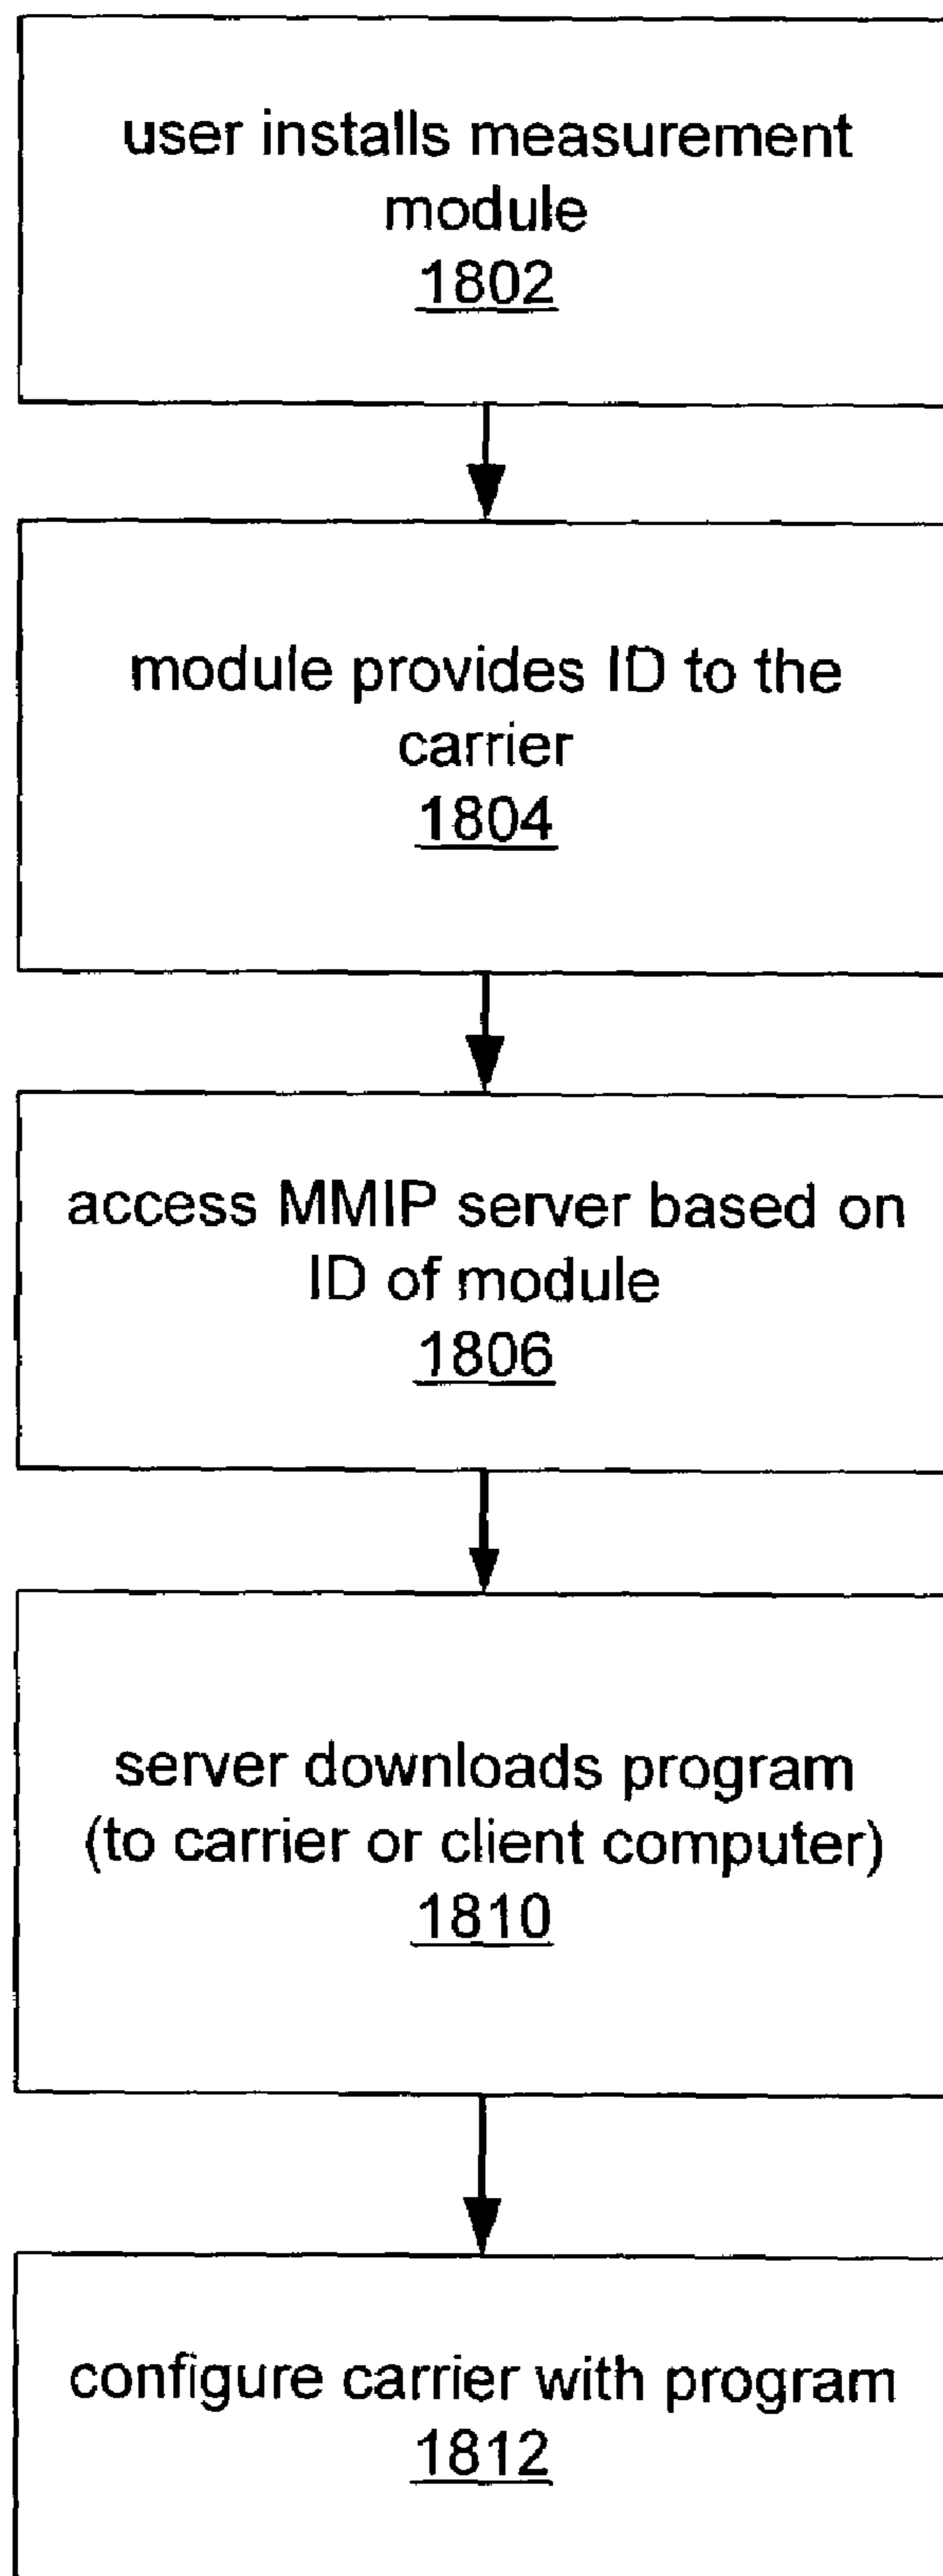 user installs measurement
module
1802
module provides ID to the
carrier
1804
access MMIP server based on
ID of module
1806
server downloads program
(to carrier or client computer)
1810
configure carrier with program
1812